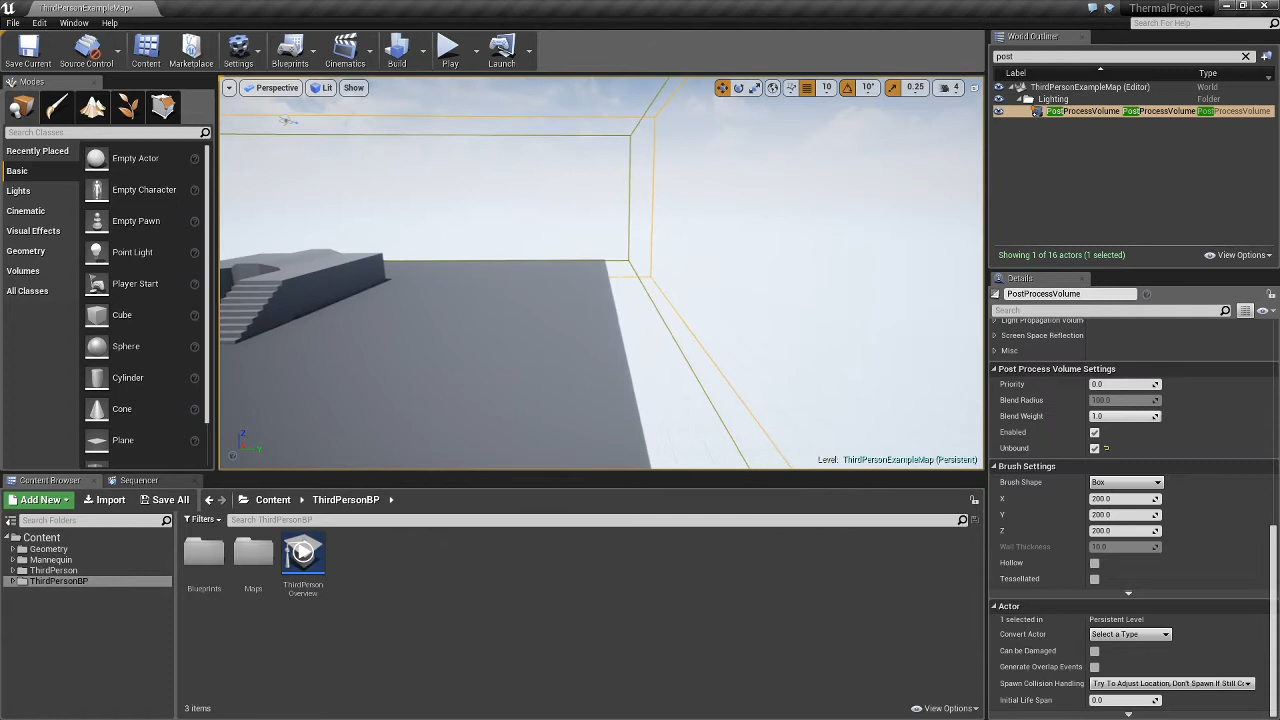 ThirdPersonExampleMap*
ThermalProject
File Edit Window Help
Search For Help
Save Current
Source Control
Content
Marketplace
Settings
Blueprints
Cinematics
Build
Play
Launch
Modes
Search Classes
Recently Placed
Basic
Lights
Cinematic
Visual Effects
Geometry
Volumes
All Classes
Empty Actor
Empty Character
Empty Pawn
Point Light
Player Start
Cube
Sphere
Cylinder
Cone
Plane
Perspective
Lit
Show
10
10°
0.25
4
Z
Y
Level: ThirdPersonExampleMap (Persistent)
World Outliner
post
Label Type
ThirdPersonExampleMap (Editor) World
Lighting Folder
PostProcessVolume PostProcessVolume PostProcessVolume
Showing 1 of 16 actors (1 selected)
View Options
Details
PostProcessVolume
Search
Light Propagation Volum
Screen Space Reflection
Misc
Post Process Volume Settings
Priority 0.0
Blend Radius 100.0
Blend Weight 1.0
Enabled
Unbound
Brush Settings
Brush Shape Box
X 200.0
Y 200.0
Z 200.0
Wall Thickness 10.0
Hollow
Tessellated
Actor
1 selected in Persistent Level
Convert Actor Select a Type
Can be Damaged
Generate Overlap Events
Spawn Collision Handling Try To Adjust Location, Don't Spawn If Still Co
Initial Life Span 0.0
Content Browser
Sequencer
Add New
Import
Save All
Content ThirdPersonBP
Search Folders
Filters
Search ThirdPersonBP
Content
Geometry
Mannequin
ThirdPerson
ThirdPersonBP
Blueprints
Maps
ThirdPerson
Overview
3 items
View Options